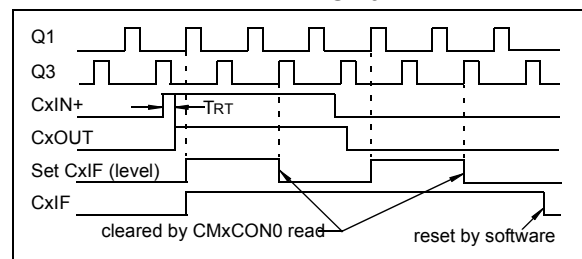 Q1
Q3
CxIN+
TRT
CxOUT
Set CxIF (level)
CxIF
cleared by CMxCON0 read
reset by software